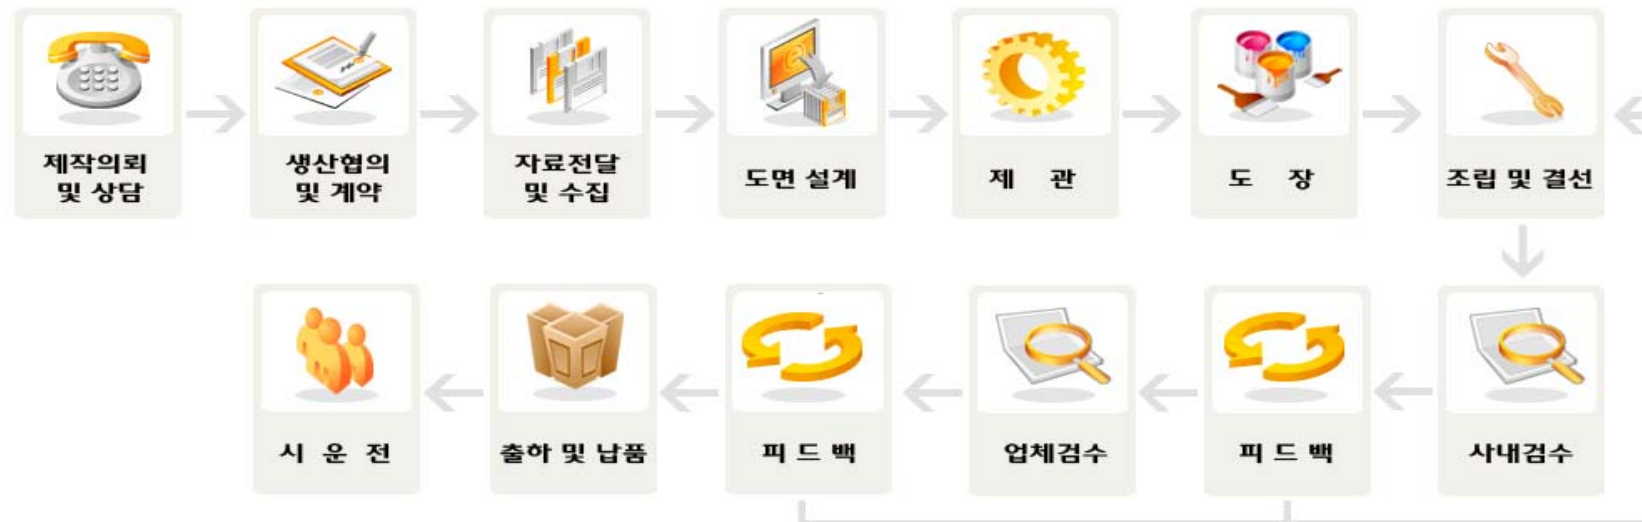 제작의뢰
및 상담
생산협의
및 계약
자료전달
및 수집
도면 설계
제 관
도 장
조립 및 결선
시 운 전
출하 및 납품
피 드 백
업체검수
피 드 백
사내검수